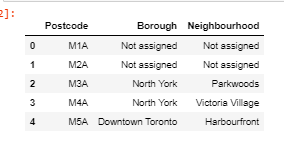 2]:
Postcode Borough Neighbourhood
0 M1A Not assigned Not assigned
1 M2A Not assigned Not assigned
2 M3A North York Parkwoods
3 M4A North York Victoria Village
4 M5A Downtown Toronto Harbourfront